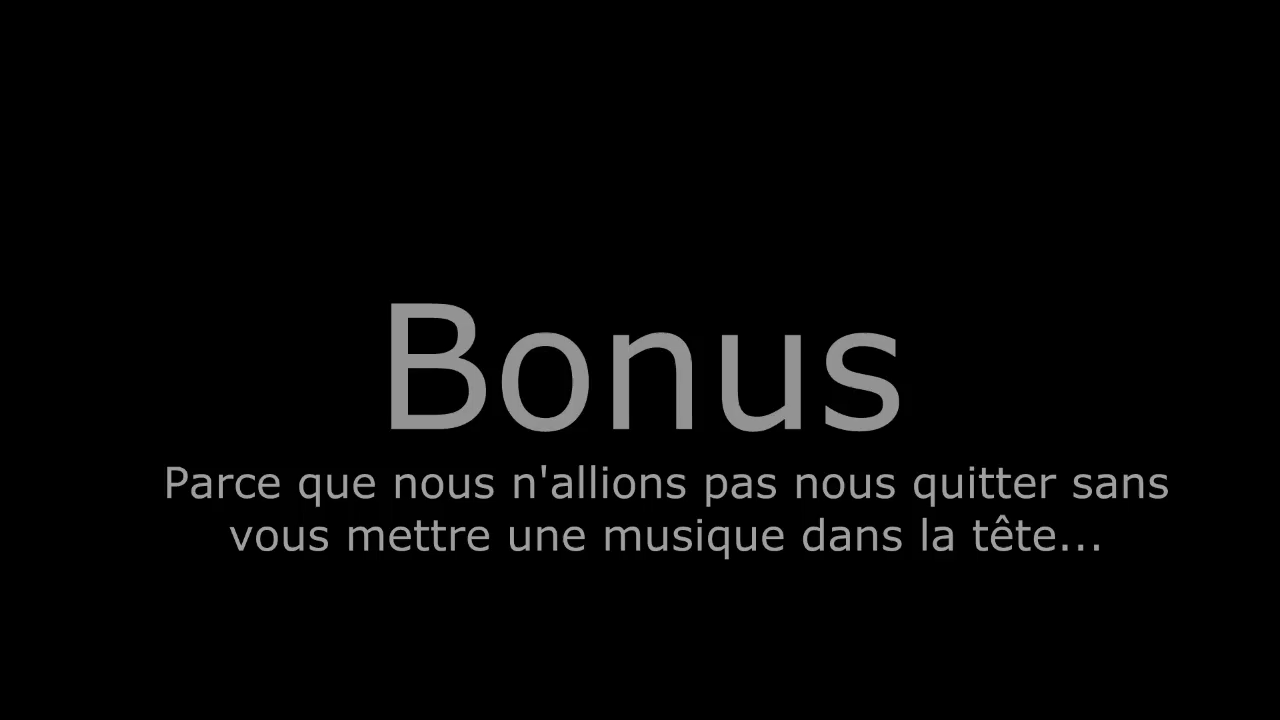 Bonus
Parce que nous n'allions pas nous quitter sans
vous mettre une musique dans la tête...